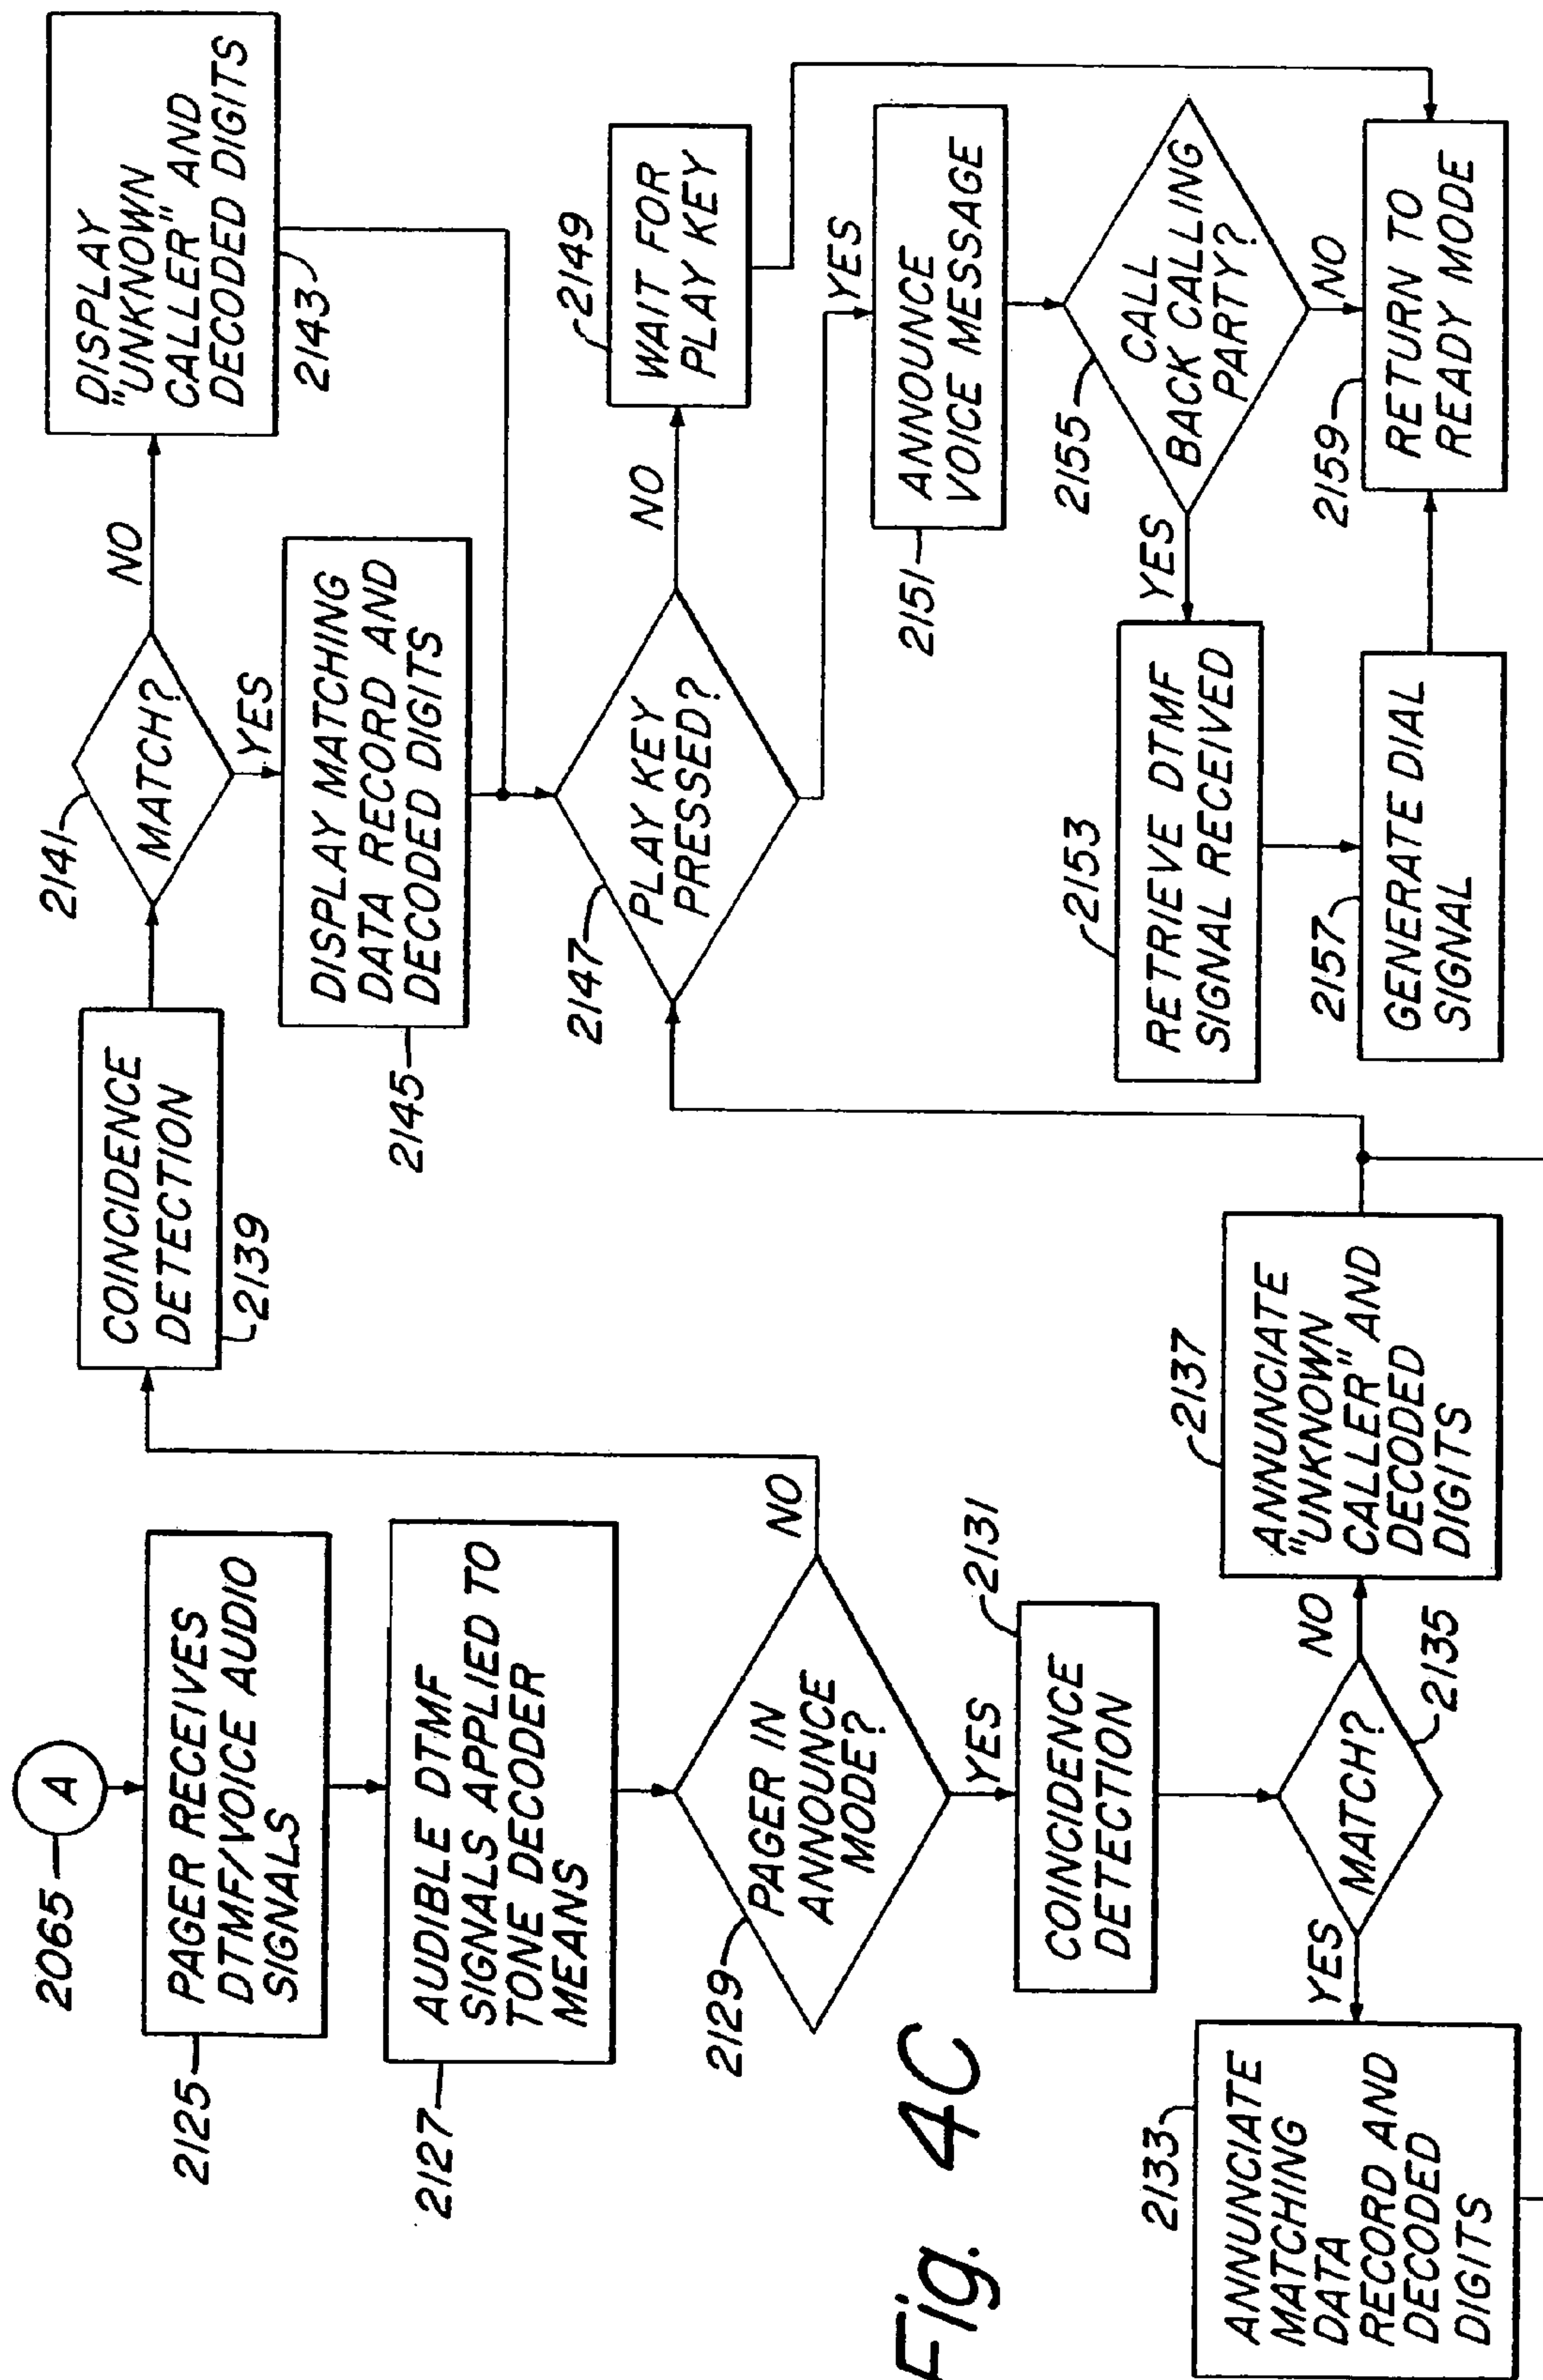 2065
A
2125
PAGER RECEIVES
DTMF/VOICE AUDIO
SIGNALS
2127
AUDIBLE DTMF
SIGNALS APPLIED TO
TONE DECODER
MEANS
2129
PAGER IN
ANNOUNCE
MODE?
NO
YES
2131
COINCIDENCE
DETECTION
MATCH?
2135
YES
NO
2133
ANNUNCIATE
MATCHING
DATA
RECORD AND
DECODED
DIGITS
2137
ANNUNCIATE
"UNKNOWN
CALLER" AND
DECODED
DIGITS
COINCIDENCE
DETECTION
2139
2141
MATCH?
NO
YES
DISPLAY
"UNKNOWN
CALLER" AND
DECODED DIGITS
2143
DISPLAY MATCHING
DATA RECORD AND
DECODED DIGITS
2145
2147
PLAY KEY
PRESSED?
NO
YES
2149
WAIT FOR
PLAY KEY
2151
ANNOUNCE
VOICE MESSAGE
2155
CALL
BACK CALLING
PARTY?
YES
NO
2153
RETRIEVE DTMF
SIGNAL RECEIVED
2157
GENERATE DIAL
SIGNAL
2159
RETURN TO
READY MODE
Fig. 4C